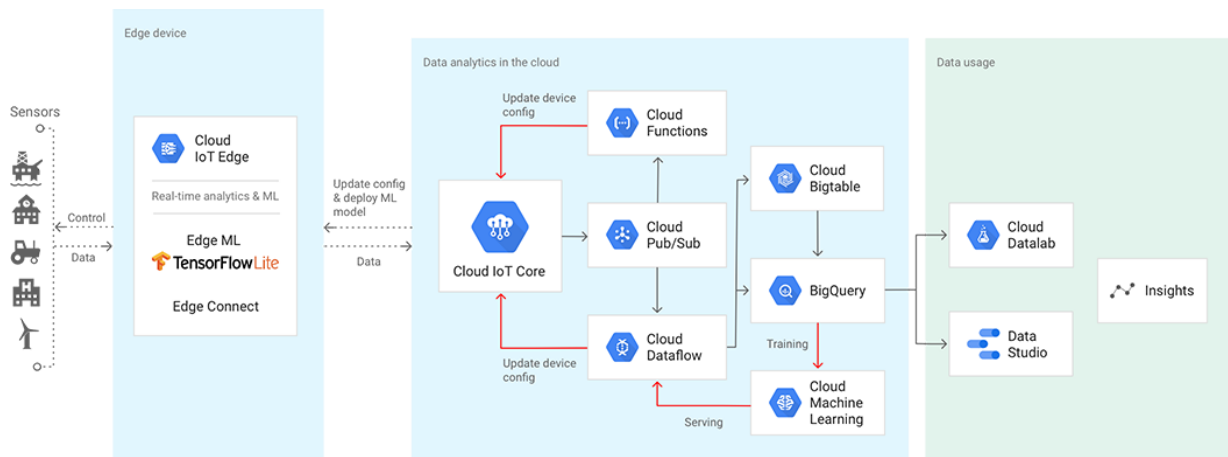 Edge device
Data analytics in the cloud
Data usage
Sensors
Control
Data
Cloud
IoT Edge
Real-time analytics & ML
Edge ML
TensorFlowLite
Edge Connect
Update config
& deploy ML
model
Data
Update device
config
Cloud IoT Core
Update device
config
Cloud
Functions
Cloud
Pub/Sub
Cloud
Dataflow
Cloud
Bigtable
BigQuery
Training
Cloud
Machine
Learning
Serving
Cloud
Datalab
Data
Studio
Insights